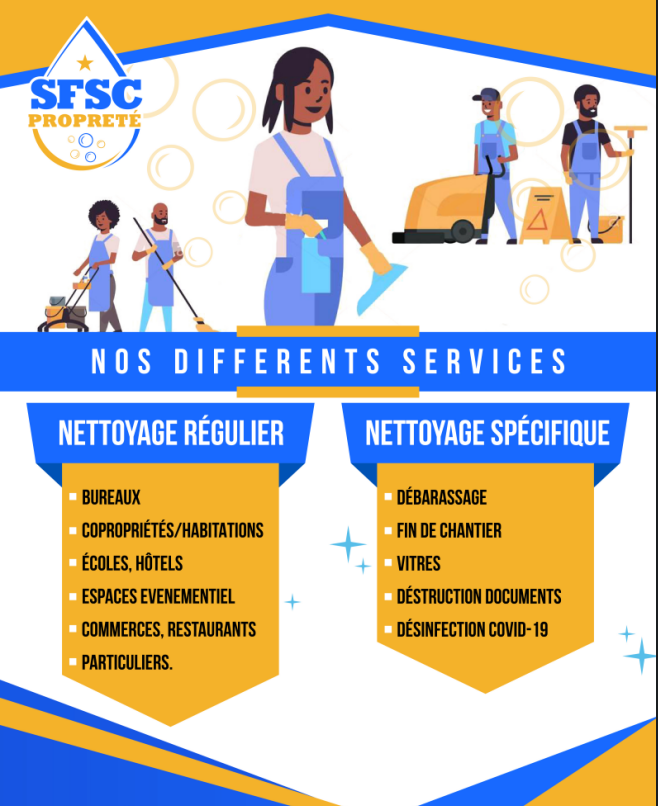 SFSC
PROPRETÉ
NOS DIFFERENTS SERVICES
NETTOYAGE RÉGULIER
BUREAUX
COPROPRIÉTÉS/HABITATIONS
ÉCOLES, HÔTELS
ESPACES EVENEMENTIEL
COMMERCES, RESTAURANTS
PARTICULIERS.
NETTOYAGE SPÉCIFIQUE
DÉBARASSAGE
FIN DE CHANTIER
VITRES
DÉSTRUCTION DOCUMENTS
DÉSINFECTION COVID-19